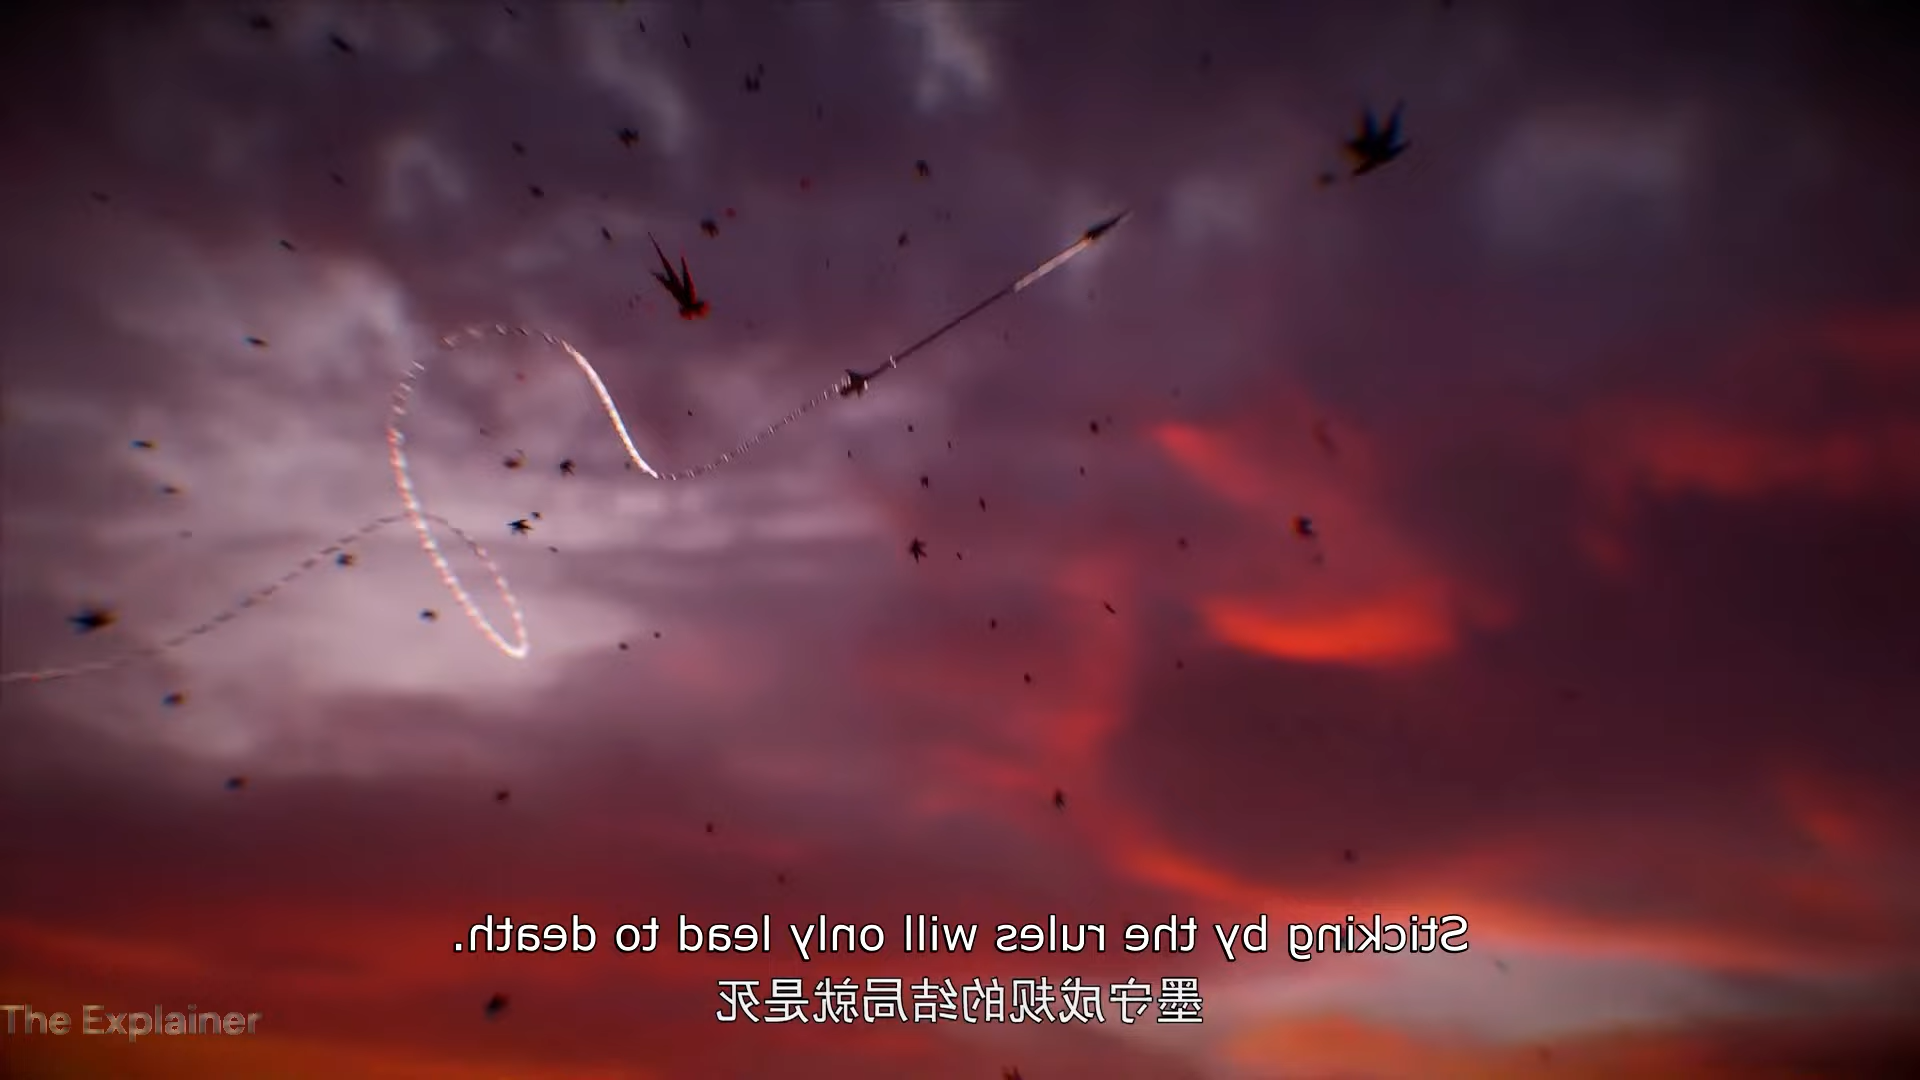 Sticking by the rules will only lead to death.
墨守成规的结局就是死
The Explainer